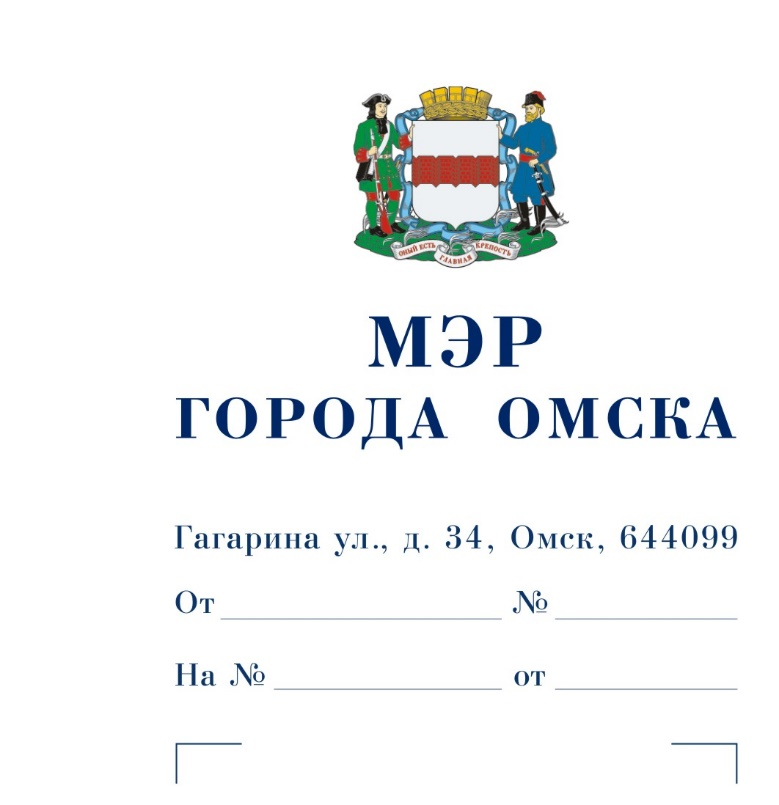 ОНЫЙ ЕСТЬ ГЛАВНАЯ КРЕПОСТЬ
МЭР
ГОРОДА ОМСКА
Гагарина ул., д. 34, Омск, 644099
От №
На № от